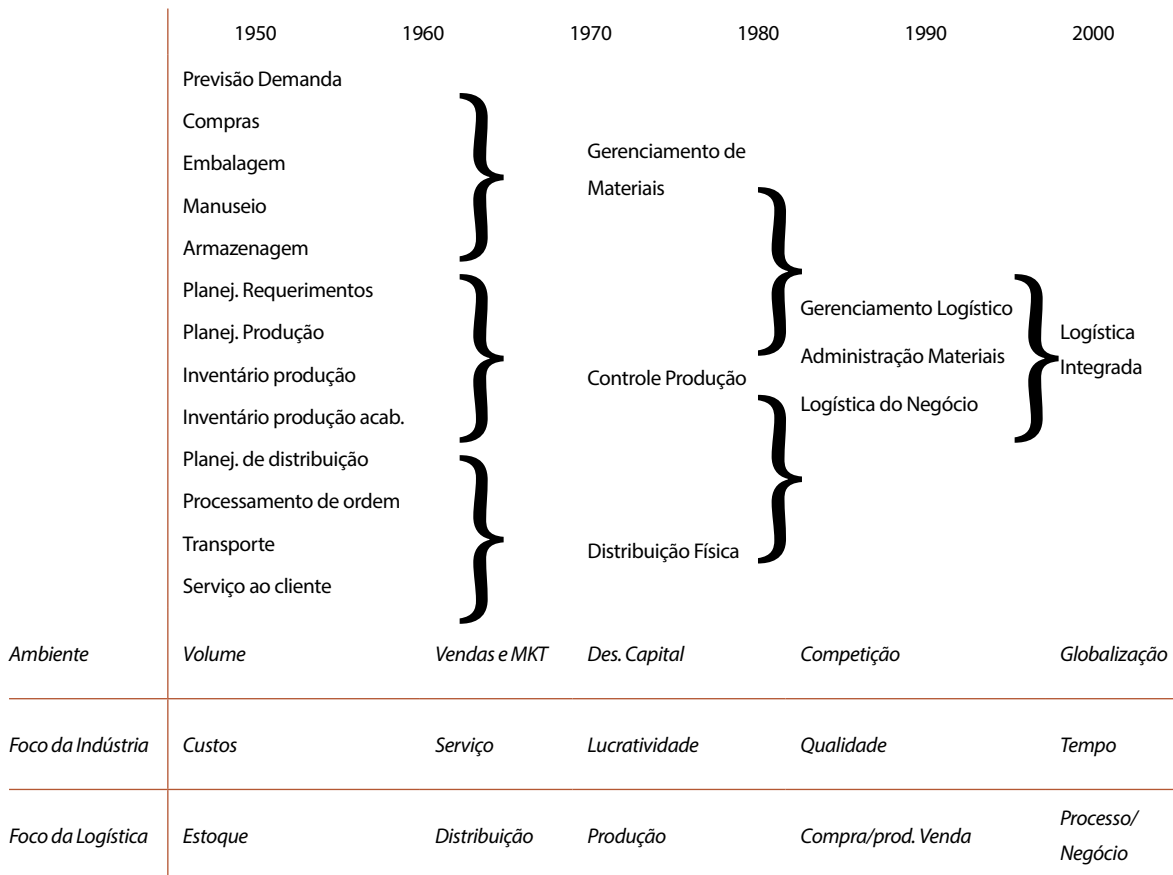 1950 1960 1970 1980 1990 2000
Previsão Demanda
Compras
Embalagem
Manuseio
Armazenagem
Planej. Requerimentos
Planej. Produção
Inventário produção
Inventário produção acab.
Planej. de distribuição
Processamento de ordem
Transporte
Serviço ao cliente
Gerenciamento de
Materiais
Controle Produção
Distribuição Física
Gerenciamento Logístico
Administração Materiais
Logística do Negócio
Logística
Integrada
Ambiente Volume Vendas e MKT Des. Capital Competição Globalização
Foco da Indústria Custos Serviço Lucratividade Qualidade Tempo
Foco da Logística Estoque Distribuição Produção Compra/prod. Venda Processo/
Negócio